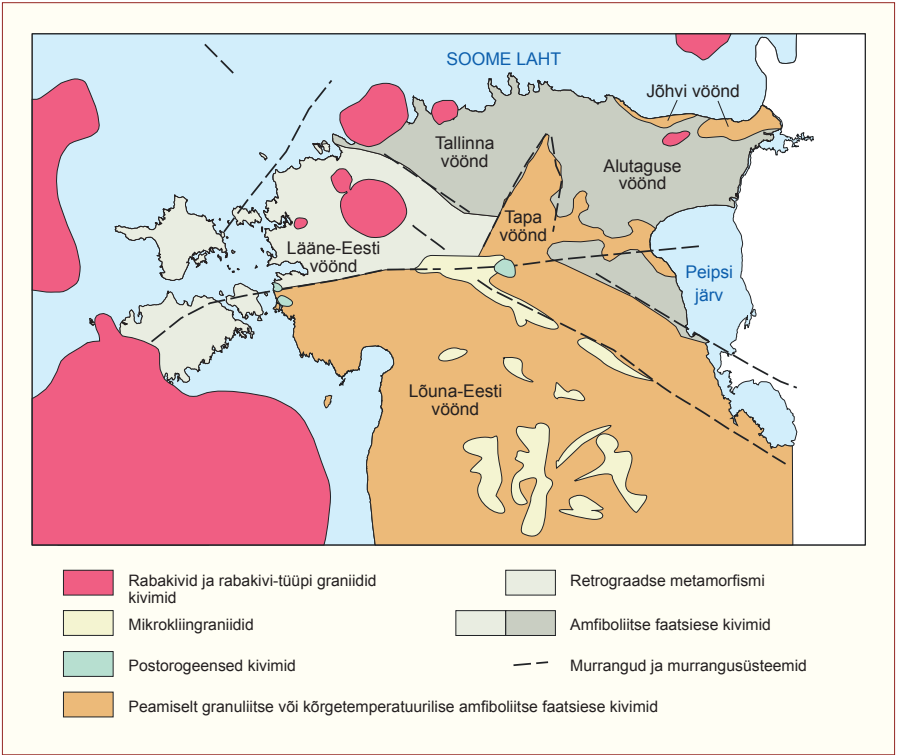 SOOME LAHT
Jõhvi vöönd
Tallinna
vöönd
Alutaguse
vöönd
Tapa
vöönd
Lääne-Eesti
vöönd
Peipsi
järv
Lõuna-Eesti
vöönd
Rabakivid ja rabakivi-tüüpi graniidid
kivimid
Mikrokliingraniidid
Postorogeensed kivimid
Peamiselt granuliitse või kõrgetemperatuurilise amfiboliitse faatsiese kivimid
Retrograadse metamorfismi
Amfiboliitse faatsiese kivimid
Murrangud ja murrangusüsteemid